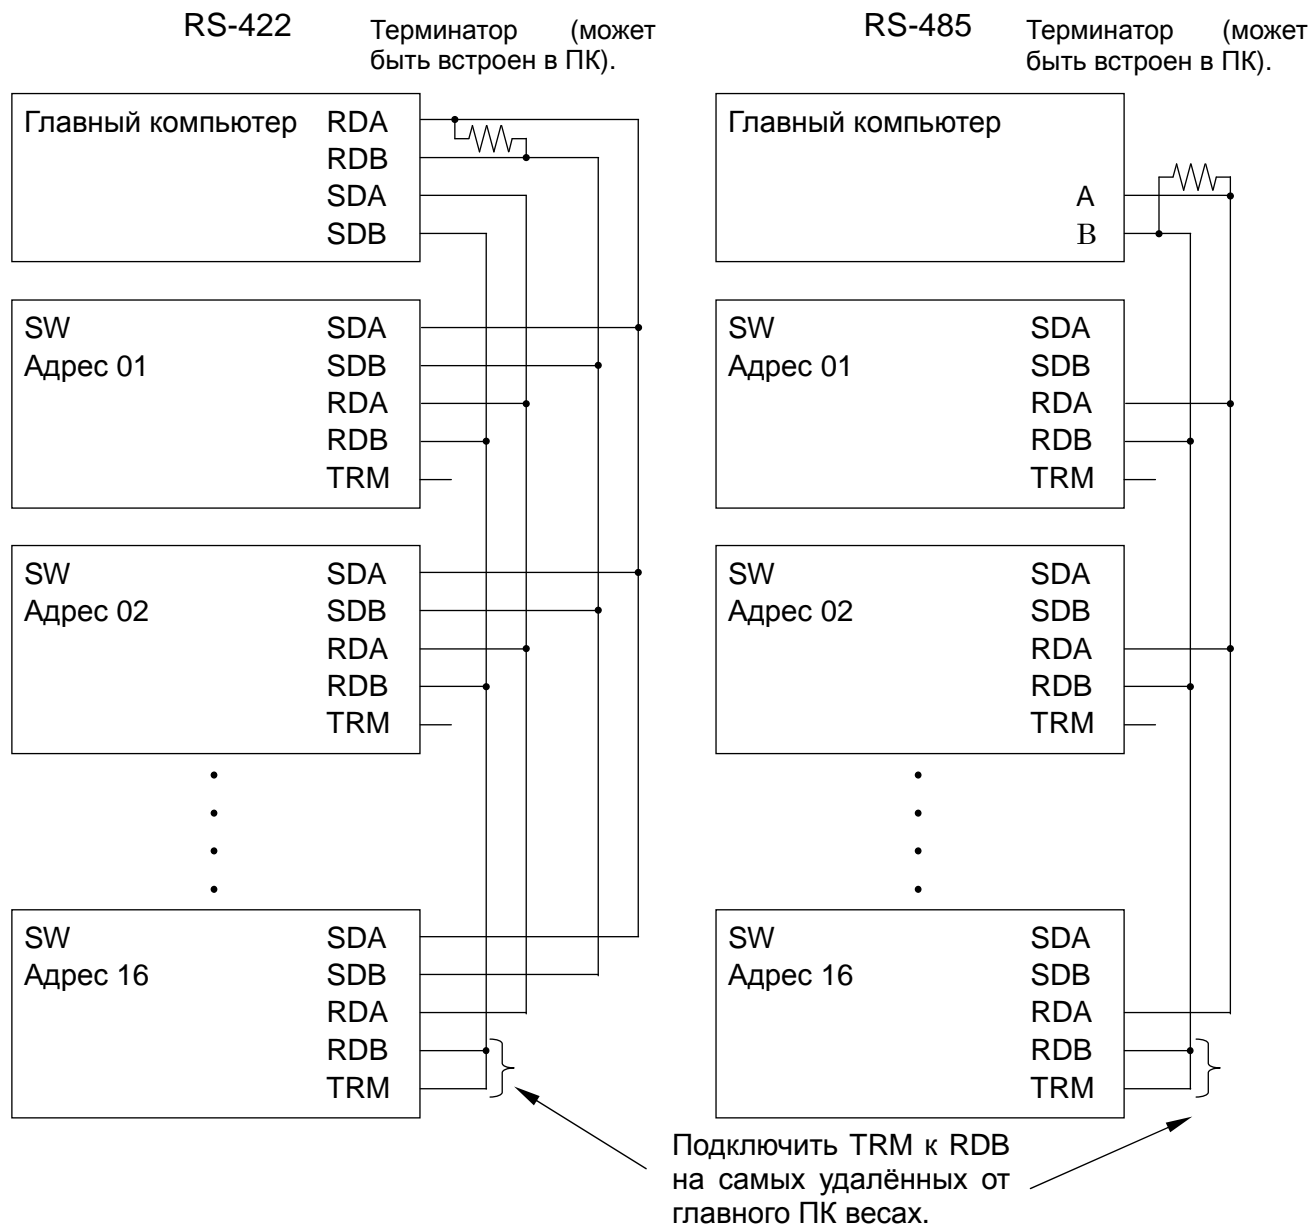 RS-422
Терминатор (может
быть встроен в ПК).
Главный компьютер RDA
RDB
SDA
SDB
SW SDA
Адрес 01 SDB
RDA
RDB
TRM
SW SDA
Адрес 02 SDB
RDA
RDB
TRM
SW SDA
Адрес 16 SDB
RDA
RDB
TRM
RS-485
Терминатор (может
быть встроен в ПК).
Главный компьютер
A
B
SW SDA
Адрес 01 SDB
RDA
RDB
TRM
SW SDA
Адрес 02 SDB
RDA
RDB
TRM
SW SDA
Адрес 16 SDB
RDA
RDB
TRM
Подключить TRM к RDB
на самых удалённых от
главного ПК весах.